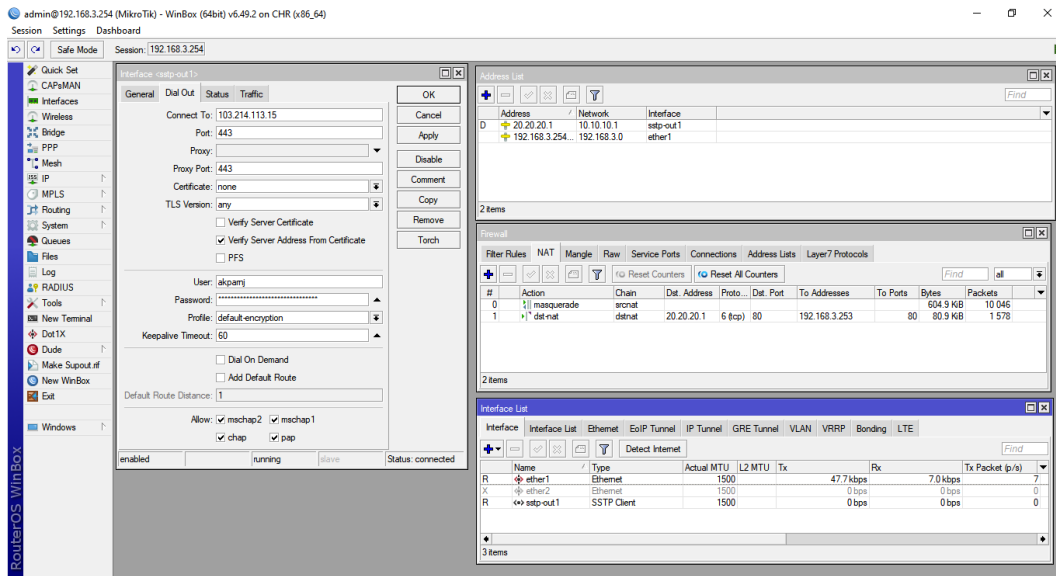 admin@192.168.3.254 (MikroTik) - WinBox (64bit) v6.49.2 on CHR (x86_64)
Session Settings Dashboard
Safe Mode Session: 192.168.3.254
Quick Set
CAPsMAN
Interfaces
Wireless
Bridge
PPP
Mesh
IP
MPLS
Routing
System
Queues
Files
Log
RADIUS
Tools
New Terminal
Dot1X
Dude
Make Supout.rif
New WinBox
Exit
Windows
RouterOS WinBox
Interface <sstp-out1>
General Dial Out Status Traffic
Connect To: 103.214.113.15
Port: 443
Proxy:
Proxy Port: 443
Certificate: none
TLS Version: any
Verify Server Certificate
Verify Server Address From Certificate
PFS
User: akpamj
Password: ********************************
Profile: default-encryption
Keepalive Timeout: 60
Dial On Demand
Add Default Route
Default Route Distance: 1
Allow: mschap2 mschap1
chap pap
enabled running slave Status: connected
OK
Cancel
Apply
Disable
Comment
Copy
Remove
Torch
Address List
Find
Address Network Interface
D 20.20.20.1 10.10.10.1 sstp-out1
192.168.3.254... 192.168.3.0 ether1
2 items
Firewall
Filter Rules NAT Mangle Raw Service Ports Connections Address Lists Layer7 Protocols
Reset Counters Reset All Counters Find all
# Action Chain Dst. Address Proto... Dst. Port To Addresses To Ports Bytes Packets
0 masquerade srcnat 604.9 KiB 10 046
1 dst-nat dstnat 20.20.20.1 6 (tcp) 80 192.168.3.253 80 80.9 KiB 1 578
2 items
Interface List
Interface Interface List Ethernet EoIP Tunnel IP Tunnel GRE Tunnel VLAN VRRP Bonding LTE
Detect Internet Find
Name Type Actual MTU L2 MTU Tx Rx Tx Packet (p/s)
R ether1 Ethernet 1500 47.7 kbps 7.0 kbps 7
X ether2 Ethernet 1500 0 bps 0 bps 0
R sstp-out1 SSTP Client 1500 0 bps 0 bps 0
3 items